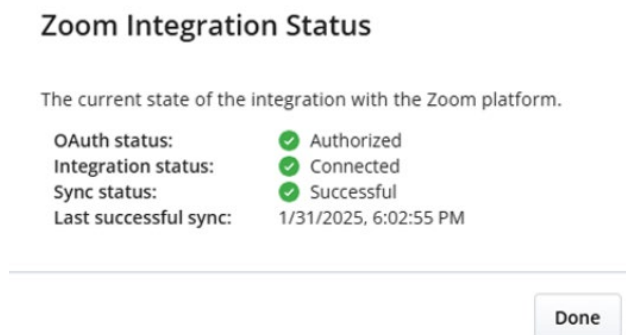 Zoom Integration Status
The current state of the integration with the Zoom platform.
OAuth status: Authorized
Integration status: Connected
Sync status: Successful
Last successful sync: 1/31/2025, 6:02:55 PM
Done